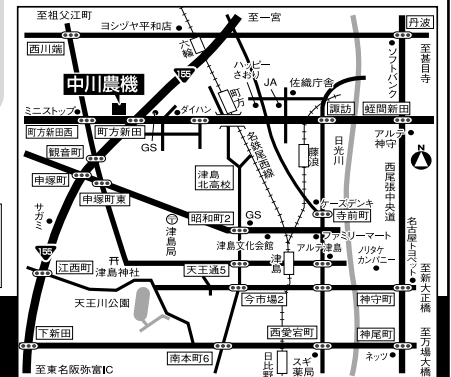 至祖父江町
ヨシヅヤ平和店
至一宮
丹波
西川端
六輪
155
ハッピーさおり
JA
佐織庁舎
ソフトバンク
至甚目寺
中川農機
町方
ミニストップ
ダイハン
諏訪
蛭間新田
町方新田西
町方新田
GS
名鉄尾西線
藤浪
日光川
アルテ神守
N
観音町
津島北高校
西尾張中央道
申塚町
申塚町東
ケーズデンキ
サガミ
津島局
昭和町2
GS
寺前町
名古屋トヨペット
津島文化会館
ファミリーマート
155
アルテ津島
ノリタケカンパニー
江西町
津島神社
天王通5
津島
至新大正橋
天王川公園
今市場2
神守町
下新田
西愛宕町
神尾町
至万場大橋
南本町6
日比野
スギ薬局
ネッツ
至東名阪弥富IC